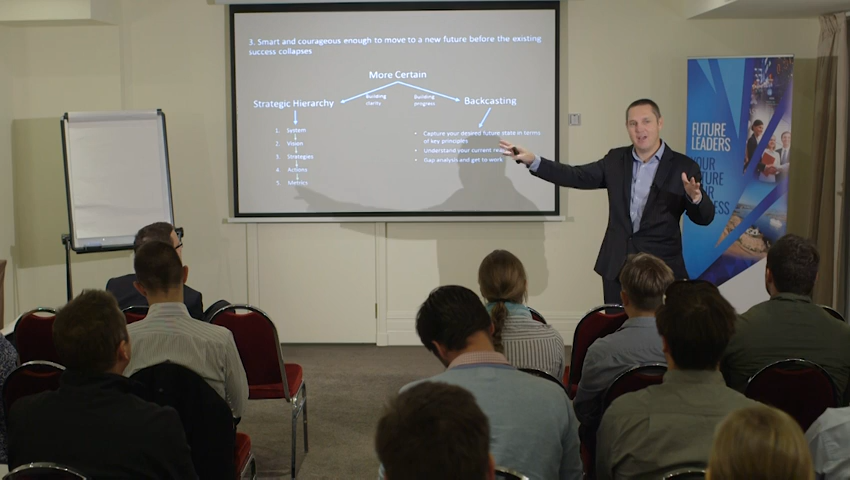 3. Smart and courageous enough to move to a new future before the existing
success collapses
More Certain
Building
clarity
Building
progress
Strategic Hierarchy
Backcasting
1. System
2. Vision
3. Strategies
4. Actions
5. Metrics
• Capture your desired future state in terms
of key principles
• Understand your current
• Gap analysis and get to work
FUTURE
LEADERS
YOUR
FUTURE